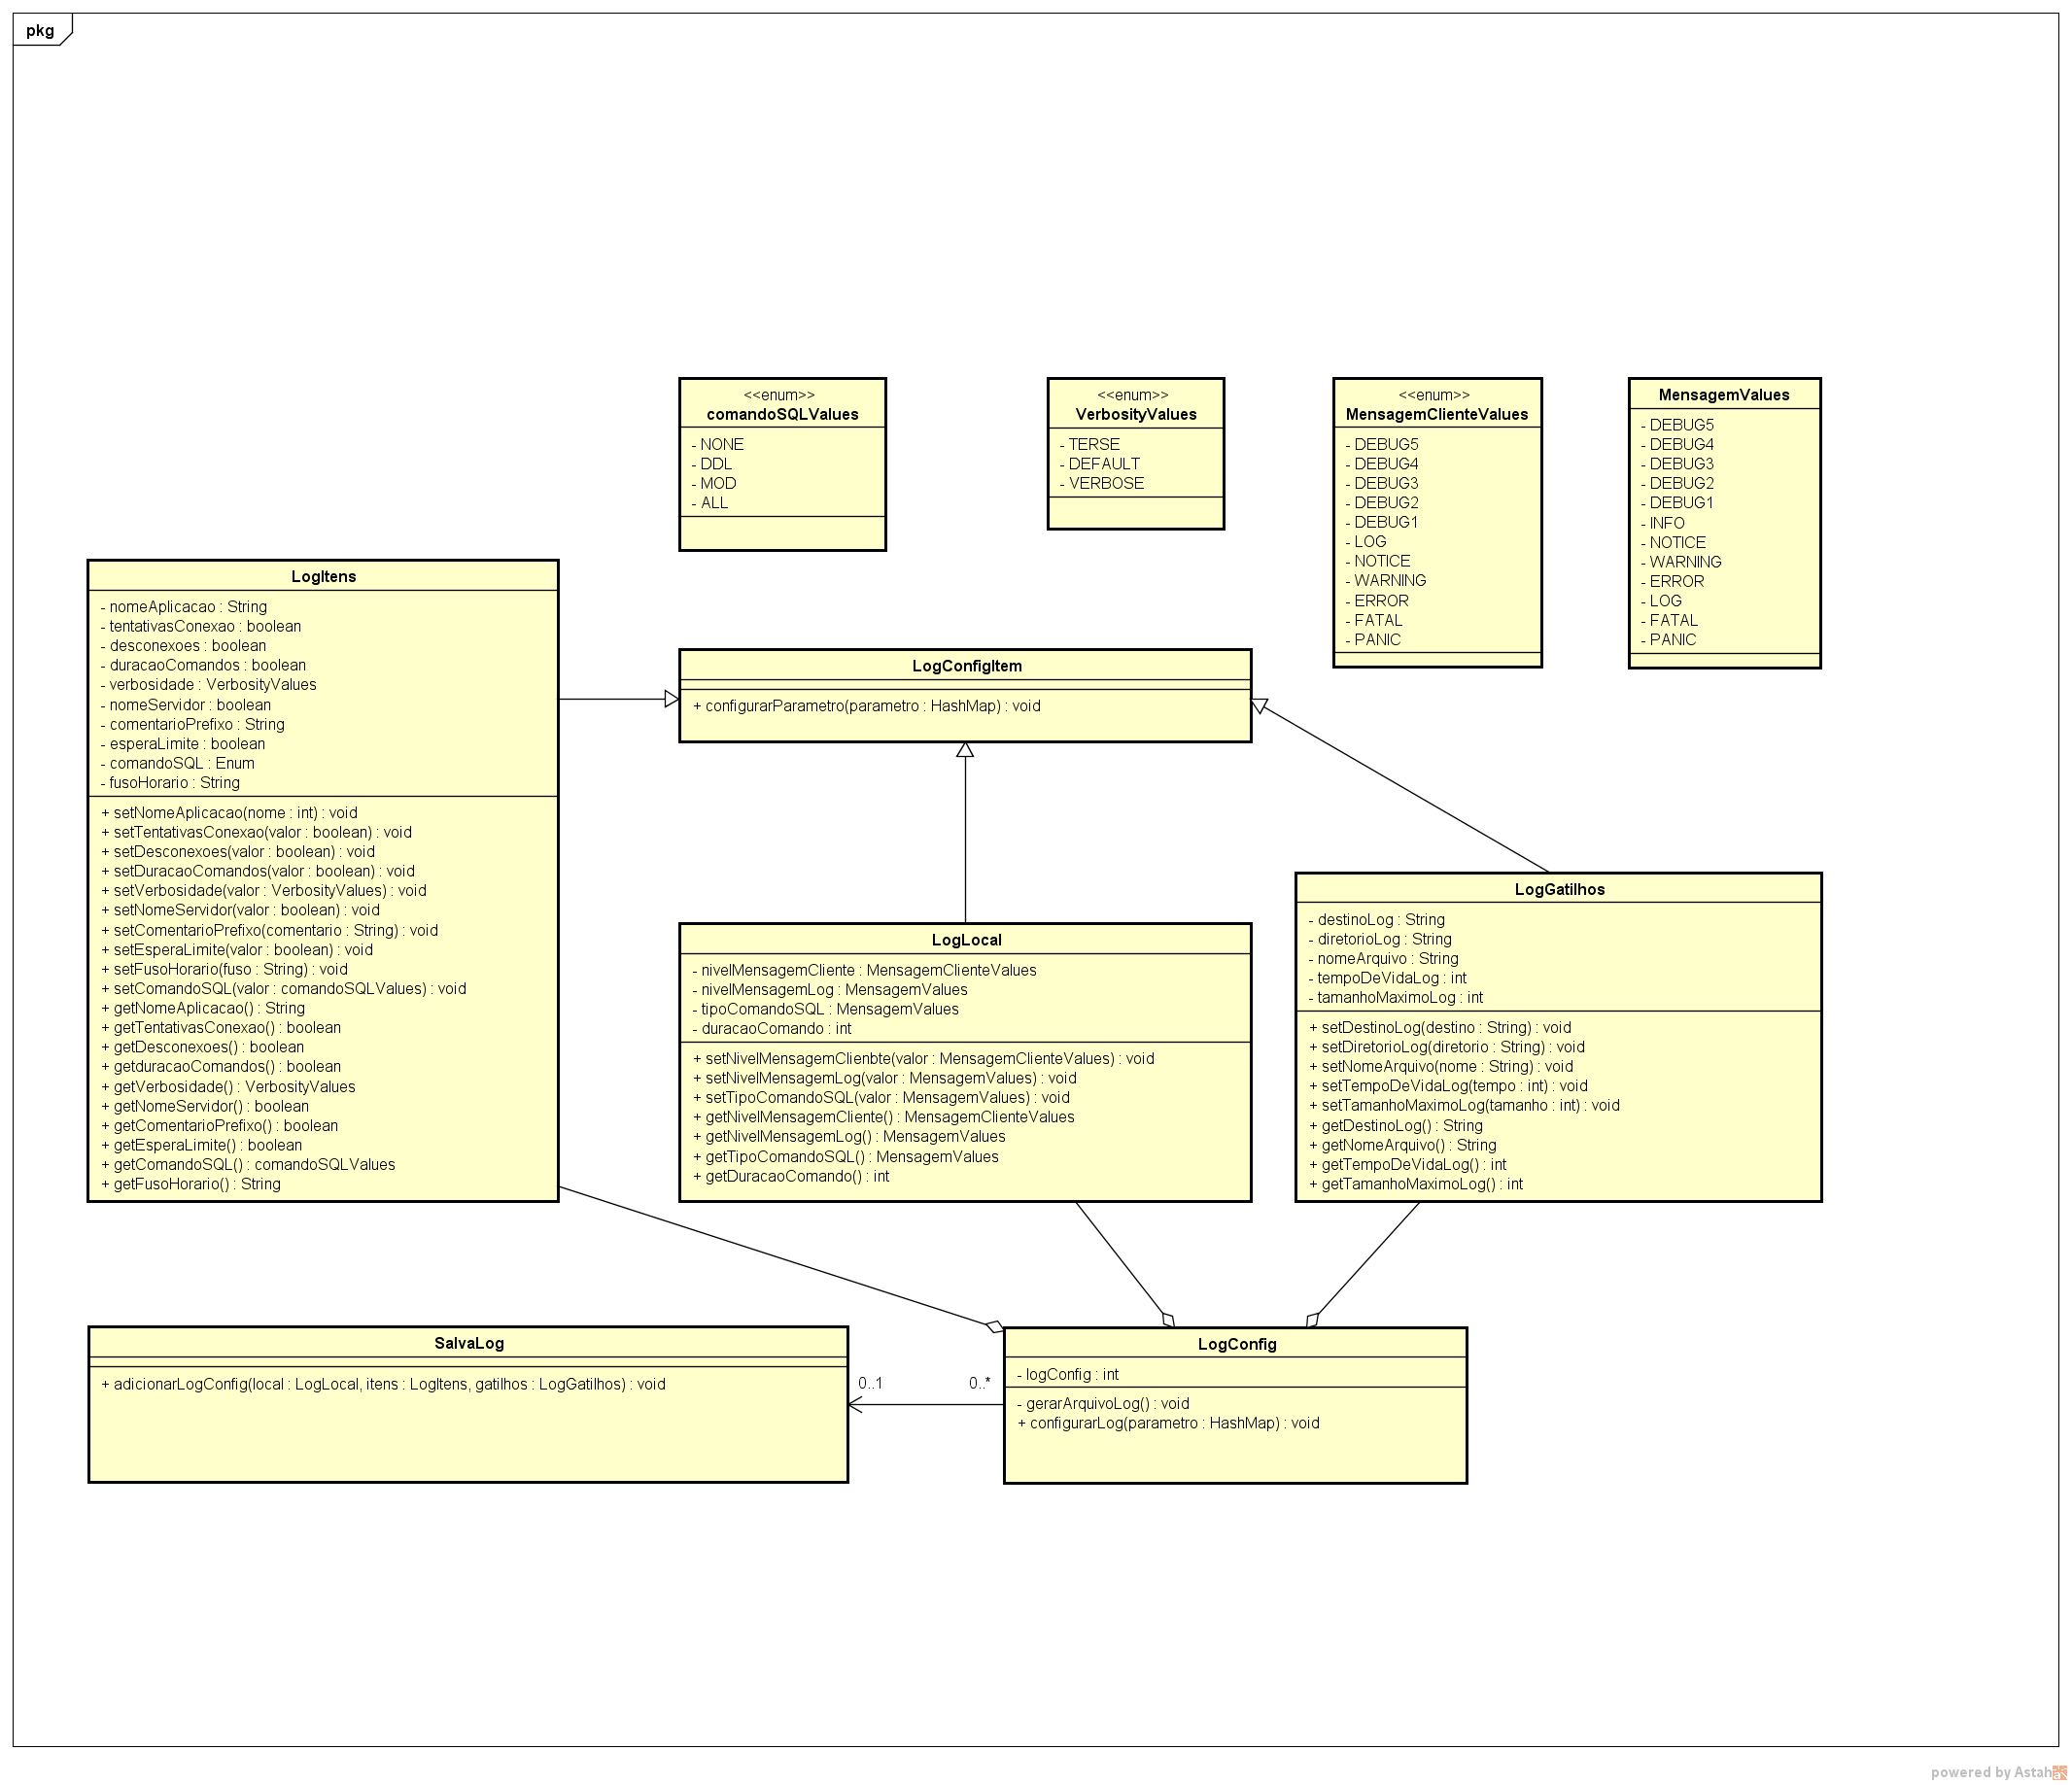 pkg
<<enum>>
comandoSQLValues
- NONE
- DDL
- MOD
- ALL
<<enum>>
VerbosityValues
- TERSE
- DEFAULT
- VERBOSE
<<enum>>
MensagemClienteValues
- DEBUG5
- DEBUG4
- DEBUG3
- DEBUG2
- DEBUG1
- LOG
- NOTICE
- WARNING
- ERROR
- FATAL
- PANIC
MensagemValues
- DEBUG5
- DEBUG4
- DEBUG3
- DEBUG2
- DEBUG1
- INFO
- NOTICE
- WARNING
- ERROR
- LOG
- FATAL
- PANIC
LogItens
- nomeAplicacao : String
- tentativasConexao : boolean
- desconexoes : boolean
- duracaoComandos : boolean
- verbosidade : VerbosityValues
- nomeServidor : boolean
- comentarioPrefixo : String
- esperaLimite : boolean
- comandoSQL : Enum
- fusoHorario : String
+ setNomeAplicacao(nome : int) : void
+ setTentativasConexao(valor : boolean) : void
+ setDesconexoes(valor : boolean) : void
+ setDuracaoComandos(valor : boolean) : void
+ setVerbosidade(valor : VerbosityValues) : void
+ setNomeServidor(valor : boolean) : void
+ setComentarioPrefixo(comentario : String) : void
+ setEsperaLimite(valor : boolean) : void
+ setFusoHorario(fuso : String) : void
+ setComandoSQL(valor : comandoSQLValues) : void
+ getNomeAplicacao() : String
+ getTentativasConexao() : boolean
+ getDesconexoes() : boolean
+ getduracaoComandos() : boolean
+ getVerbosidade() : VerbosityValues
+ getNomeServidor() : boolean
+ getComentarioPrefixo() : boolean
+ getEsperaLimite() : boolean
+ getComandoSQL() : comandoSQLValues
+ getFusoHorario() : String
LogConfigItem
+ configurarParametro(parametro : HashMap) : void
LogLocal
- nivelMensagemCliente : MensagemClienteValues
- nivelMensagemLog : MensagemValues
- tipoComandoSQL : MensagemValues
- duracaoComando : int
+ setNivelMensagemClienbte(valor : MensagemClienteValues) : void
+ setNivelMensagemLog(valor : MensagemValues) : void
+ setTipoComandoSQL(valor : MensagemValues) : void
+ getNivelMensagemCliente() : MensagemClienteValues
+ getNivelMensagemLog() : MensagemValues
+ getTipoComandoSQL() : MensagemValues
+ getDuracaoComando() : int
LogGatilhos
- destinoLog : String
- diretorioLog : String
- nomeArquivo : String
- tempoDeVidaLog : int
- tamanhoMaximoLog : int
+ setDestinoLog(destino : String) : void
+ setDiretorioLog(diretorio : String) : void
+ setNomeArquivo(nome : String) : void
+ setTempoDeVidaLog(tempo : int) : void
+ setTamanhoMaximoLog(tamanho : int) : void
+ getDestinoLog() : String
+ getNomeArquivo() : String
+ getTempoDeVidaLog() : int
+ getTamanhoMaximoLog() : int
SalvaLog
+ adicionarLogConfig(local : LogLocal, itens : LogItens, gatilhos : LogGatilhos) : void
0..1
0..*
LogConfig
- logConfig : int
- gerarArquivoLog() : void
+ configurarLog(parametro : HashMap) : void
powered by Astah